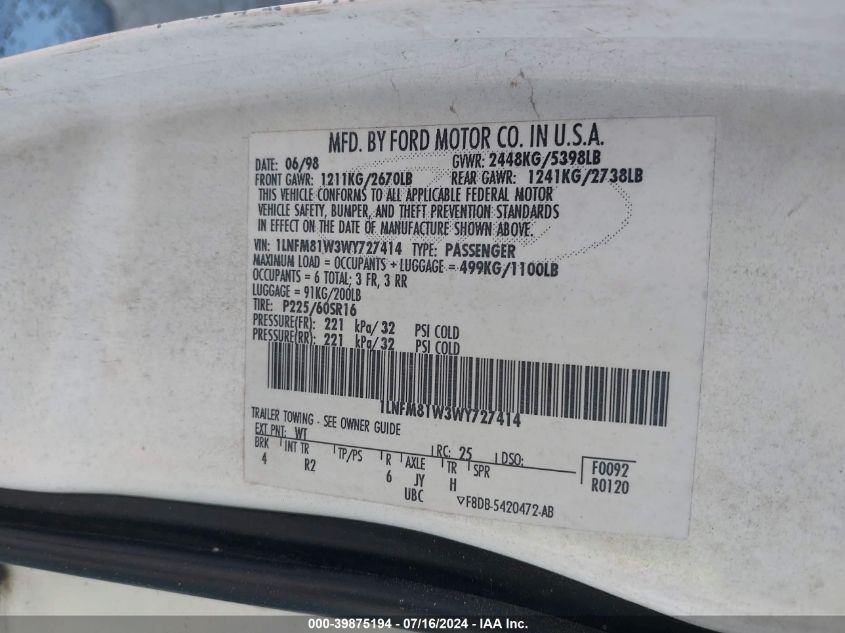 MFD. BY FORD MOTOR CO. IN U.S.A.
DATE: 06/98 GVWR: 2448KG/5398LB
FRONT GAWR: 1211KG/2670LB REAR GAWR: 1241KG/2738LB
THIS VEHICLE CONFORMS TO ALL APPLICABLE FEDERAL MOTOR
VEHICLE SAFETY, BUMPER, AND THEFT PREVENTION STANDARDS
IN EFFECT ON THE DATE OF MANUFACTURE SHOWN ABOVE.
VIN: 1LNFM81W3WY727414 TYPE: PASSENGER
MAXIMUM LOAD = OCCUPANTS + LUGGAGE = 499KG/1100LB
OCCUPANTS = 6 TOTAL; 3 FR, 3 RR
LUGGAGE = 91KG/200LB
TIRE: P225/60SR16
PRESSURE(FR): 221 kPa/32 PSI COLD
PRESSURE(RR): 221 kPa/32 PSI COLD
1LNFM81W3WY727414
TRAILER TOWING - SEE OWNER GUIDE
EXT PNT: WT RC: 25 DSO:
BRK INT TR TP/PS R AXLE TR SPR F0092
4 R2 6 JY H R0120
UBC ▽F8DB-5420472-AB
000-39875194 - 07/16/2024 - IAA Inc.